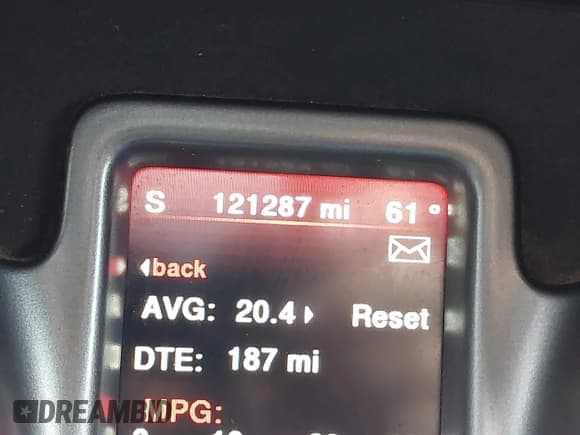 S 121287 mi 61°
◂back
AVG: 20.4▸ Reset
DTE: 187 mi
MPG:
DREAMBM